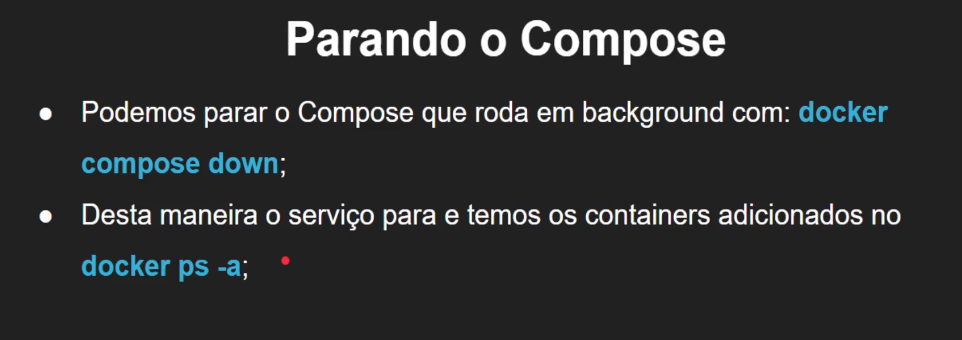 Parando o Compose
● Podemos parar o Compose que roda em background com: docker
compose down;
● Desta maneira o serviço para e temos os containers adicionados no
docker ps -a;